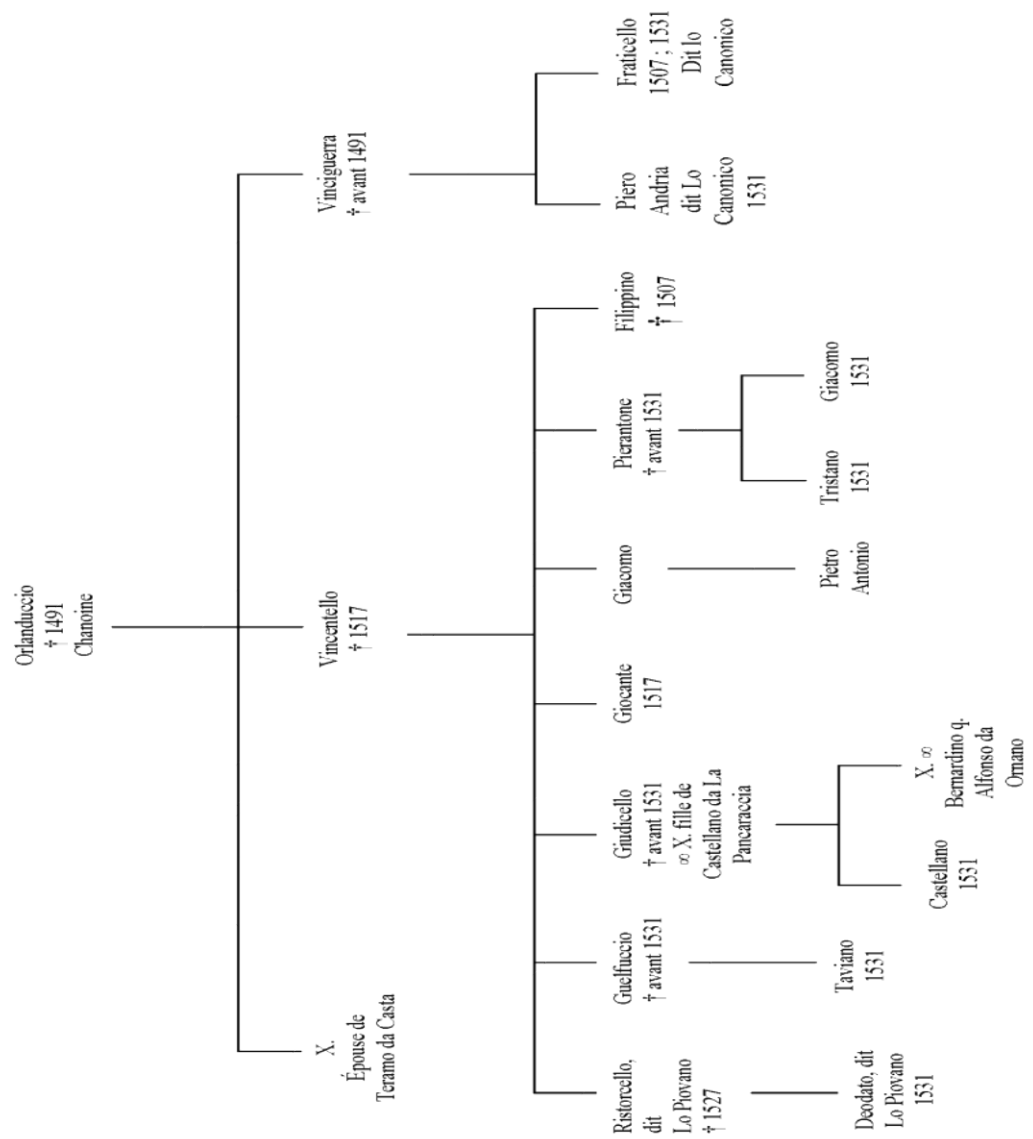 Orlanduccio
† 1491
Chanoine
X.
Épouse de
Teramo da Casta
Vincentello
† 1517
Vinciguerra
† avant 1491
Ristorcello,
dit
Lo Piovano
† 1527
Guelfuccio
† avant 1531
Giudicello
† avant 1531
∞ X. fille de
Castellano da La
Pancaraccia
Giocante
1517
Giacomo
Pierantone
† avant 1531
Filippino
† 1507
Piero
Andria
dit Lo
Canonico
1531
Fraticello
1507 ; 1531
Dit lo
Canonico
Deodato, dit
Lo Piovano
1531
Taviano
1531
Castellano
1531
X. ∞
Bernardino q.
Alfonso da
Ornano
Pietro
Antonio
Tristano
1531
Giacomo
1531